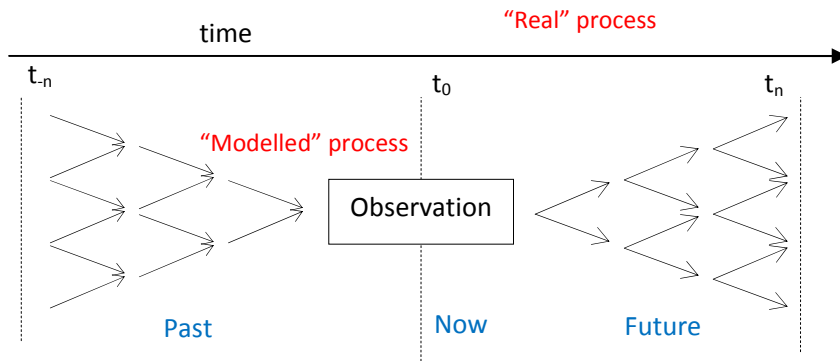 “Real” process
time
t-n
t0
tn
“Modelled” process
Observation
Past
Now
Future